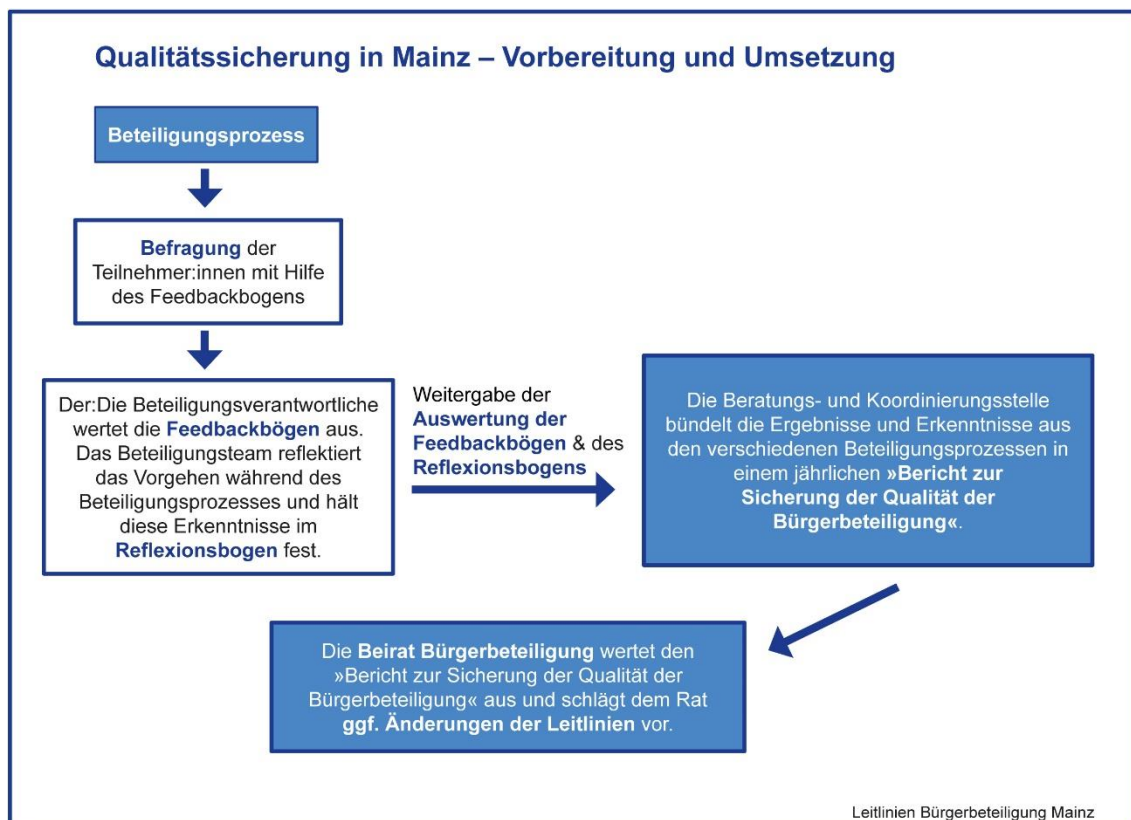 Qualitätssicherung in Mainz – Vorbereitung und Umsetzung
Beteiligungsprozess
Befragung der
Teilnehmer:innen mit Hilfe
des Feedbackbogens
Der:Die Beteiligungsverantwortliche
wertet die Feedbackbögen aus.
Das Beteiligungsteam reflektiert
das Vorgehen während des
Beteiligungsprozesses und hält
diese Erkenntnisse im
Reflexionsbogen fest.
Weitergabe der
Auswertung der
Feedbackbögen & des
Reflexionsbogens
Die Beratungs- und Koordinierungsstelle
bündelt die Ergebnisse und Erkenntnisse aus
den verschiedenen Beteiligungsprozessen in
einem jährlichen »Bericht zur
Sicherung der Qualität der
Bürgerbeteiligung«.
Die Beirat Bürgerbeteiligung wertet den
»Bericht zur Sicherung der Qualität der
Bürgerbeteiligung« aus und schlägt dem Rat
ggf. Änderungen der Leitlinien vor.
Leitlinien Bürgerbeteiligung Mainz